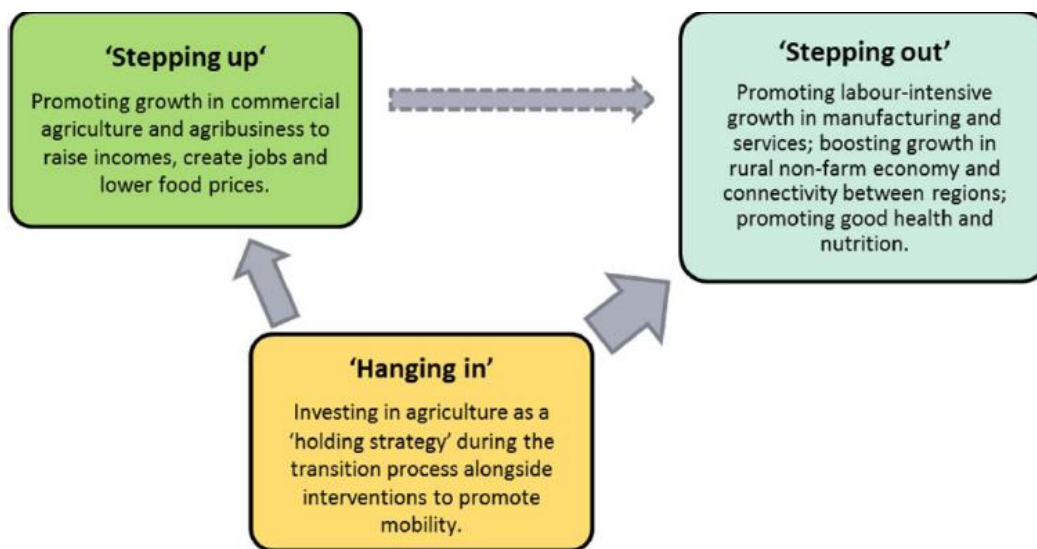 ‘Stepping up‘
Promoting growth in commercial
agriculture and agribusiness to
raise incomes, create jobs and
lower food prices.
‘Stepping out’
Promoting labour-intensive
growth in manufacturing and
services; boosting growth in
rural non-farm economy and
connectivity between regions;
promoting good health and
nutrition.
‘Hanging in’
Investing in agriculture as a
‘holding strategy’ during the
transition process alongside
interventions to promote
mobility.